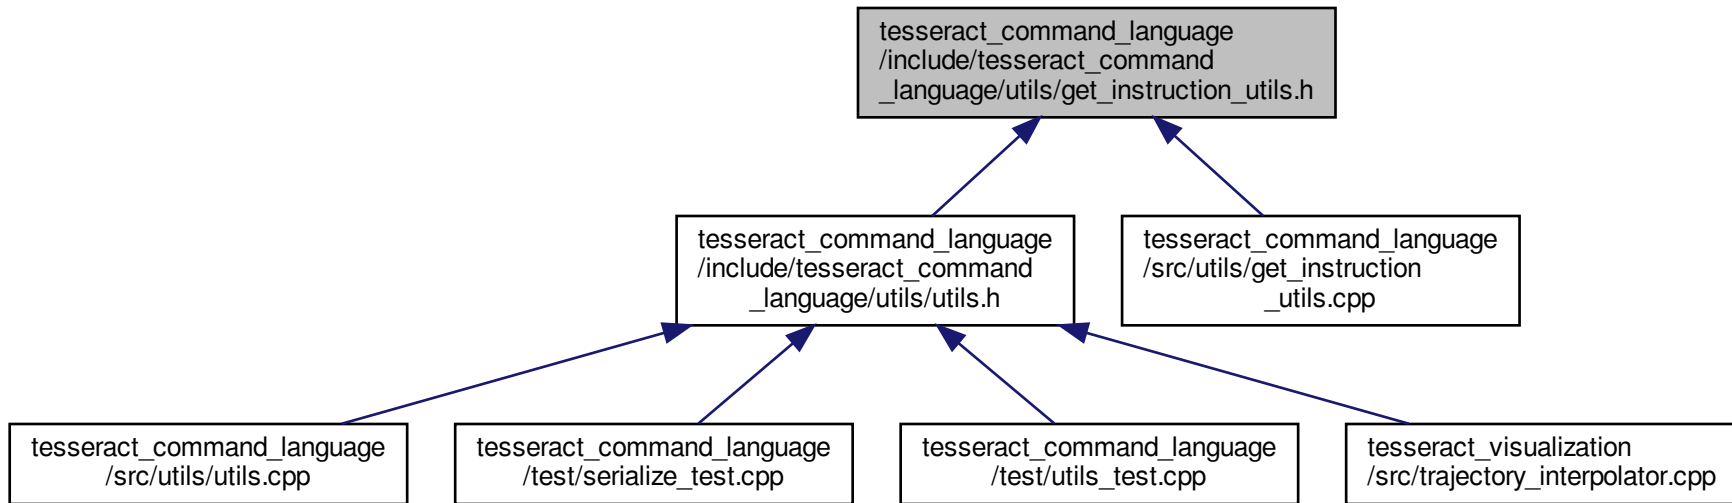 tesseract_command_language
/include/tesseract_command
_language/utils/get_instruction_utils.h
tesseract_command_language
/include/tesseract_command
_language/utils/utils.h
tesseract_command_language
/src/utils/get_instruction
_utils.cpp
tesseract_command_language
/src/utils/utils.cpp
tesseract_command_language
/test/serialize_test.cpp
tesseract_command_language
/test/utils_test.cpp
tesseract_visualization
/src/trajectory_interpolator.cpp